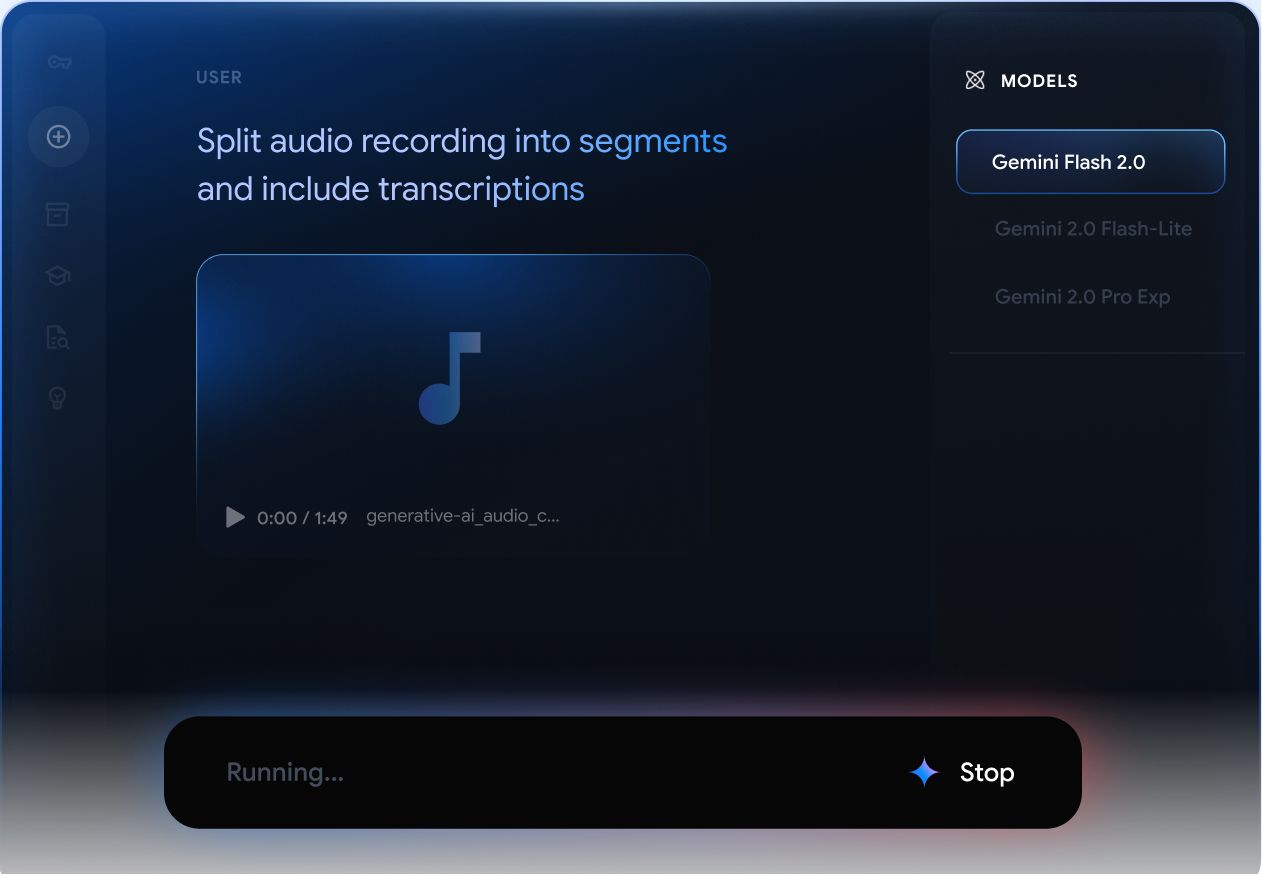 USER
Split audio recording into segments
and include transcriptions
0:00 / 1:49 generative-ai_audio_c...
MODELS
Gemini Flash 2.0
Gemini 2.0 Flash-Lite
Gemini 2.0 Pro Exp
Running...
Stop